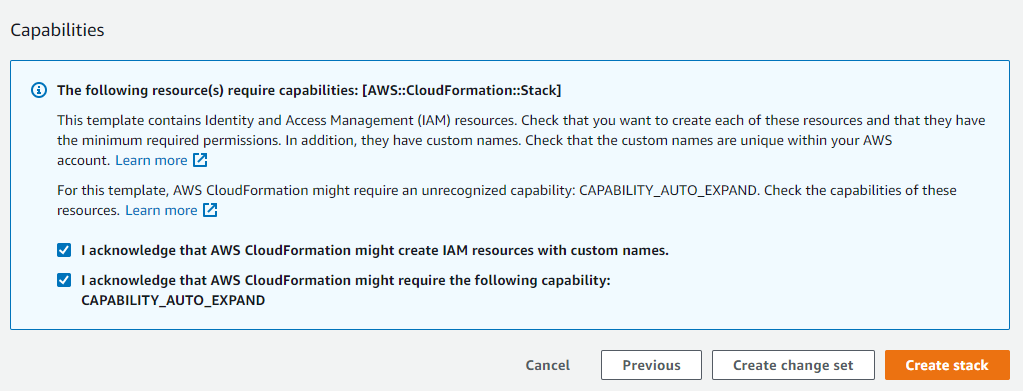 Capabilities
The following resource(s) require capabilities: [AWS::CloudFormation::Stack]
This template contains Identity and Access Management (IAM) resources. Check that you want to create each of these resources and that they have
the minimum required permissions. In addition, they have custom names. Check that the custom names are unique within your AWS
account. Learn more
For this template, AWS CloudFormation might require an unrecognized capability: CAPABILITY_AUTO_EXPAND. Check the capabilities of these
resources. Learn more
I acknowledge that AWS CloudFormation might create IAM resources with custom names.
I acknowledge that AWS CloudFormation might require the following capability:
CAPABILITY_AUTO_EXPAND
Cancel Previous Create change set Create stack